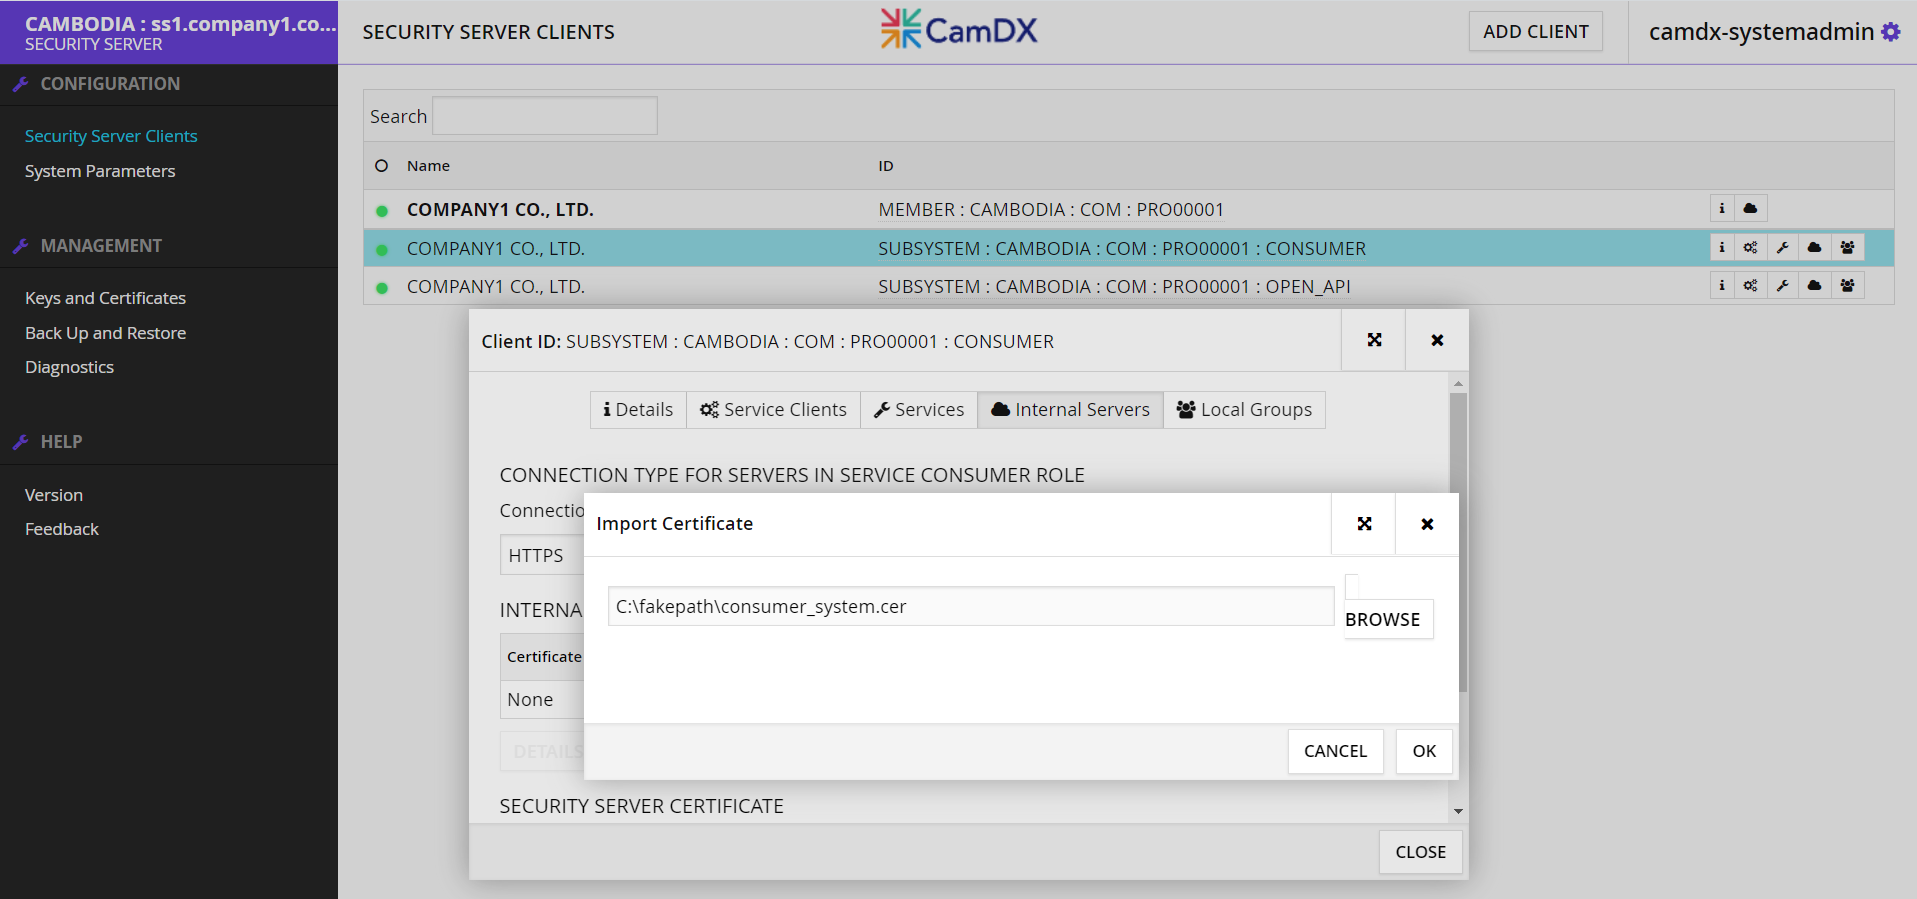 CAMBODIA : ss1.company1.co...
SECURITY SERVER
SECURITY SERVER CLIENTS
CamDX
ADD CLIENT
camdx-systemadmin
CONFIGURATION
Security Server Clients
System Parameters
MANAGEMENT
Keys and Certificates
Back Up and Restore
Diagnostics
HELP
Version
Feedback
Search
Name ID
COMPANY1 CO., LTD. MEMBER : CAMBODIA : COM : PRO00001
COMPANY1 CO., LTD. SUBSYSTEM : CAMBODIA : COM : PRO00001 : CONSUMER
COMPANY1 CO., LTD. SUBSYSTEM : CAMBODIA : COM : PRO00001 : OPEN_API
Client ID: SUBSYSTEM : CAMBODIA : COM : PRO00001 : CONSUMER
Details Service Clients Services Internal Servers Local Groups
CONNECTION TYPE FOR SERVERS IN SERVICE CONSUMER ROLE
Connectio
HTTPS
INTERNA
Certificate
None
DETAILS
Import Certificate
C:\fakepath\consumer_system.cer
BROWSE
CANCEL OK
SECURITY SERVER CERTIFICATE
CLOSE